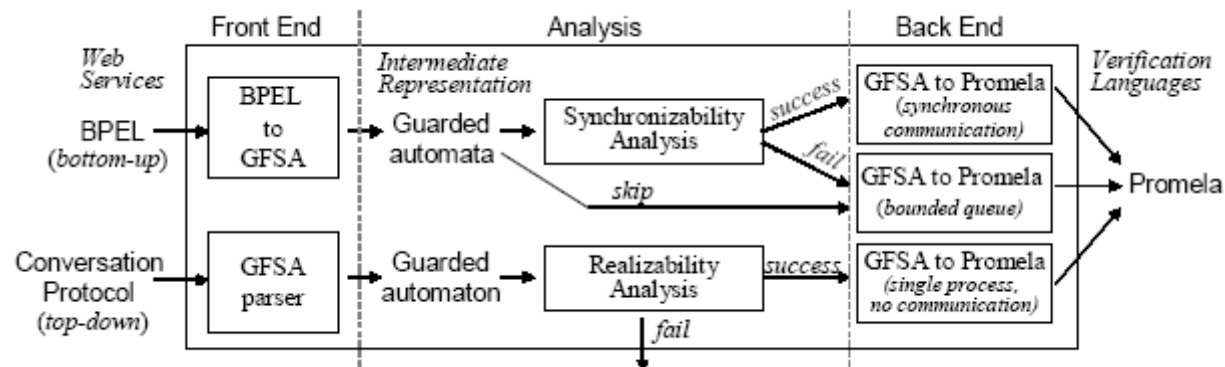 Front End
Analysis
Back End
Web
Services
Intermediate
Representation
Verification
Languages
BPEL
(bottom-up)
BPEL
to
GFSA
Guarded
automata
Synchronizability
Analysis
success
fail
skip
GFSA to Promela
(synchronous
communication)
GFSA to Promela
(bounded queue)
Promela
Conversation
Protocol
(top-down)
GFSA
parser
Guarded
automaton
Realizability
Analysis
success
fail
GFSA to Promela
(single process,
no communication)